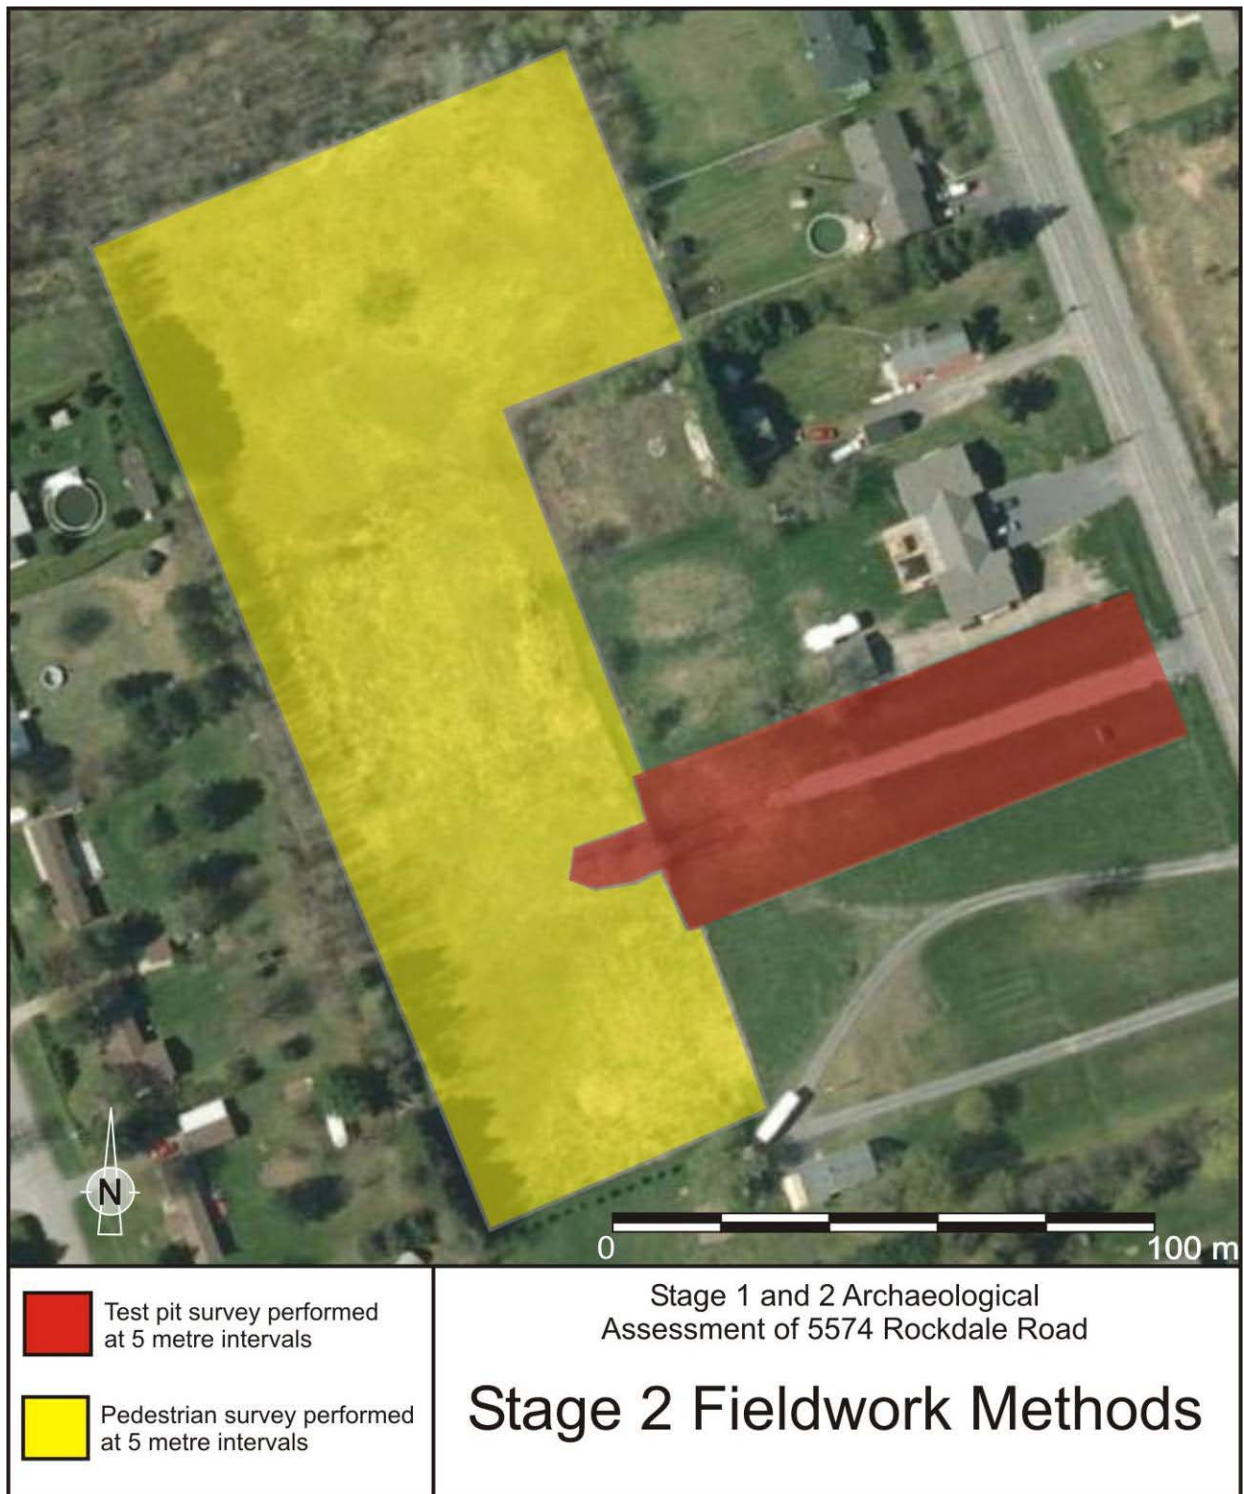 N
0
100 m
Test pit survey performed
at 5 metre intervals
Pedestrian survey performed
at 5 metre intervals
Stage 1 and 2 Archaeological
Assessment of 5574 Rockdale Road
Stage 2 Fieldwork Methods